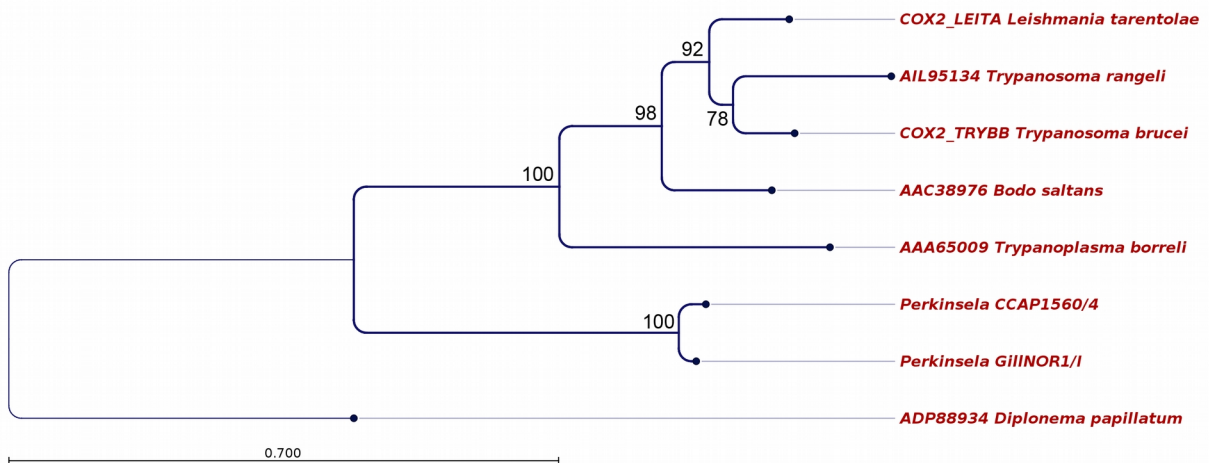 COX2_LEITA Leishmania tarentolae
92
AIL95134 Trypanosoma rangeli
98
78
COX2_TRYBB Trypanosoma brucei
100
AAC38976 Bodo saltans
AAA65009 Trypanoplasma borreli
Perkinsela CCAP1560/4
100
Perkinsela GillNOR1/I
ADP88934 Diplonema papillatum
0.700